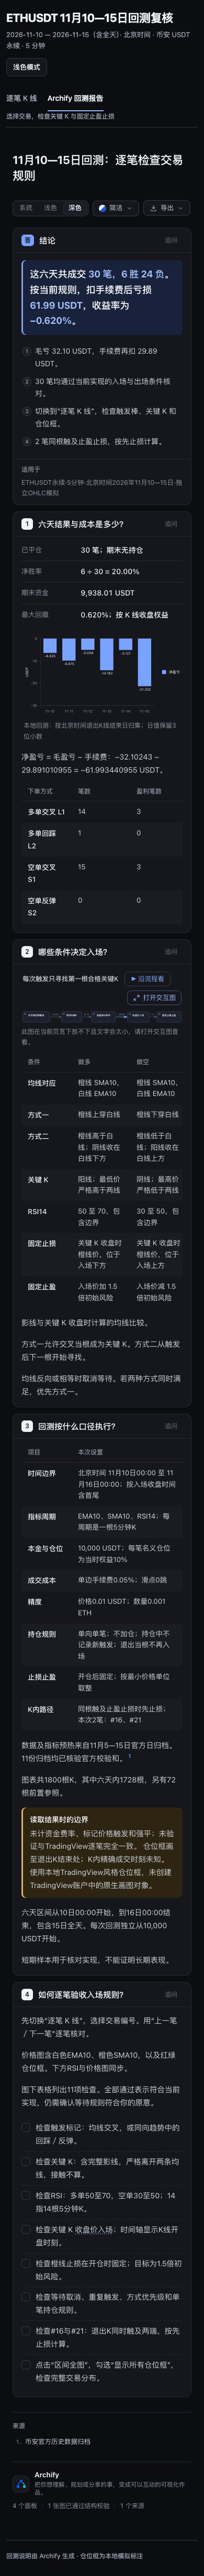 ETHUSDT 11月10—15日回测复核
2026-11-10 — 2026-11-15（含全天）· 北京时间 · 币安 USDT
永续 · 5 分钟
浅色模式
逐笔 K 线
Archify 回测报告
选择交易，检查关键 K 与固定止盈止损
11月10—15日回测：逐笔检查交易
规则
系统
浅色
深色
简洁
导出
答
结论
追问
这六天共成交 30 笔，6 胜 24 负。
按当前规则，扣手续费后亏损
61.99 USDT，收益率为
−0.620%。
1 毛亏 32.10 USDT，手续费再扣 29.89
USDT。
2 30 笔均通过当前实现的入场与出场条件核
对。
3 切换到“逐笔 K 线”，检查触发棒、关键 K 和
仓位框。
4 2 笔同根触及止盈止损，按先止损计算。
适用于
ETHUSDT永续·5分钟·北京时间2026年11月10—15日·独
立OHLC模拟
1
六天结果与成本是多少？
追问
已平仓 30 笔；期末无持仓
净胜率 6 ÷ 30 = 20.00%
期末资金 9,938.01 USDT
最大回撤 0.620%；按 K 线收盘权益
净盈亏
本地回测：按北京时间退出K线结束日归集；日值保留3
位小数
净盈亏 = 毛盈亏 − 手续费：−32.10243 −
29.891010955 = −61.993440955 USDT。
下单方式 笔数 盈利笔数
多单交叉 L1 14 3
多单回踩
L2 1 0
空单交叉
S1 15 3
空单反弹
S2 0 0
2
哪些条件决定入场？
追问
每次触发只寻找第一根合格关键K
沿流程看
打开交互图
此图在当前页宽下放不下且文字会太小，请打开交互图查
看。
条件 做多 做空
均线对应 橙线 SMA10， 橙线 SMA10，
白线 EMA10 白线 EMA10
方式一 橙线上穿白线 橙线下穿白线
方式二 橙线高于白 橙线低于白
线；阴线收在 线；阳线收在
白线下方 白线上方
关键 K 阳线；最低价 阴线；最高价
严格高于两线 严格低于两线
RSI14 50 至 70，包 30 至 50，包
含边界 含边界
固定止损 关键 K 收盘时 关键 K 收盘时
橙线价，位于 橙线价，位于
入场下方 入场上方
固定止盈 入场价加 1.5 入场价减 1.5
倍初始风险 倍初始风险
影线与关键 K 收盘时计算的均线比较。
方式一允许交叉当根成为关键 K。方式二从触发
后下一根开始寻找。
均线反向或相等时取消等待。若两种方式同时满
足，优先方式一。
3
回测按什么口径执行？
追问
项目 本次设置
时间边界 北京时间 11月10日00:00 至 11
月16日00:00；按入场收盘时间
含首尾
指标周期 EMA10、SMA10、RSI14；每
周期是一根5分钟K
本金与仓位 10,000 USDT；每笔名义仓位
为当时权益10%
成交成本 单边手续费0.05%；滑点0跳
精度 价格0.01 USDT；数量0.001
ETH
持仓规则 单向单笔；不加仓；持仓中不
记录新触发；退出当根不再入
场
止损止盈 开仓后固定；按最小价格单位
取整
K内路径 同根触及止盈止损时先止损；
本次2笔：#16、#21
数据及指标预热来自11月5—15日官方日归档。
11份归档均已核验官方校验和。1
图表共1800根K，其中六天内1728根，另有72
根前置参照。
读取结果时的边界
未计资金费率、标记价格触发和强平；未验
证与TradingView逐笔完全一致。 仓位框画
至退出K结束处；K内精确成交时刻未知。
使用本地TradingView风格仓位框，未创建
TradingView账户中的原生画图对象。
六天区间从10日00:00开始，到16日00:00结
束，包含15日全天。每次回测独立从10,000
USDT开始。
短期样本用于核对实现，不能证明长期表现。
4
如何逐笔验收入场规则？
追问
先切换“逐笔 K 线”，选择交易编号。用“上一笔
/ 下一笔”逐笔核对。
价格图含白色EMA10、橙色SMA10，以及红绿
仓位框。下方RSI与价格图同步。
图下表格列出11项检查。全部通过表示符合当前
实现，仍需确认等待规则符合你的原意。
检查触发标记：均线交叉，或同向趋势中的
回踩 / 反弹。
检查关键 K：含完整影线，严格离开两条均
线，接触不算。
检查RSI：多单50至70，空单30至50；14
指14根5分钟K。
检查关键 K 收盘价入场；时间轴显示K线开
盘时刻。
检查橙线止损在开仓时固定；目标为1.5倍初
始风险。
检查等待取消、重复触发、方式优先级和单
笔持仓规则。
检查#16与#21：退出K同时触及两端，按先
止损计算。
点击“区间全图”，勾选“显示所有仓位框”，
检查完整交易分布。
来源
1. 币安官方历史数据归档
Archify
把你想理解、规划或分享的事，变成可以互动的可视化作
品。
4 个面板 · 1 张图已通过结构校验 · 1 个来源
回测说明由 Archify 生成 · 仓位框为本地模拟标注